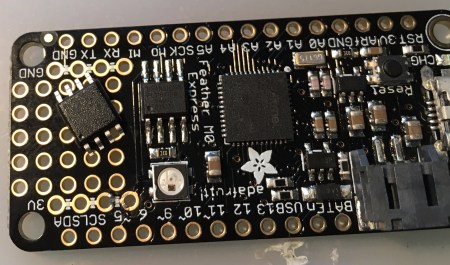 GND TX RX MI MO SCK A5 A4 A3 A2 A1 A0 GND ARf 3V RST
GND
CHG
Reset
Feather M0
Express
adafruit!
3V
SDA SCL 5 6 9 10 11 12 13 USB En BAT